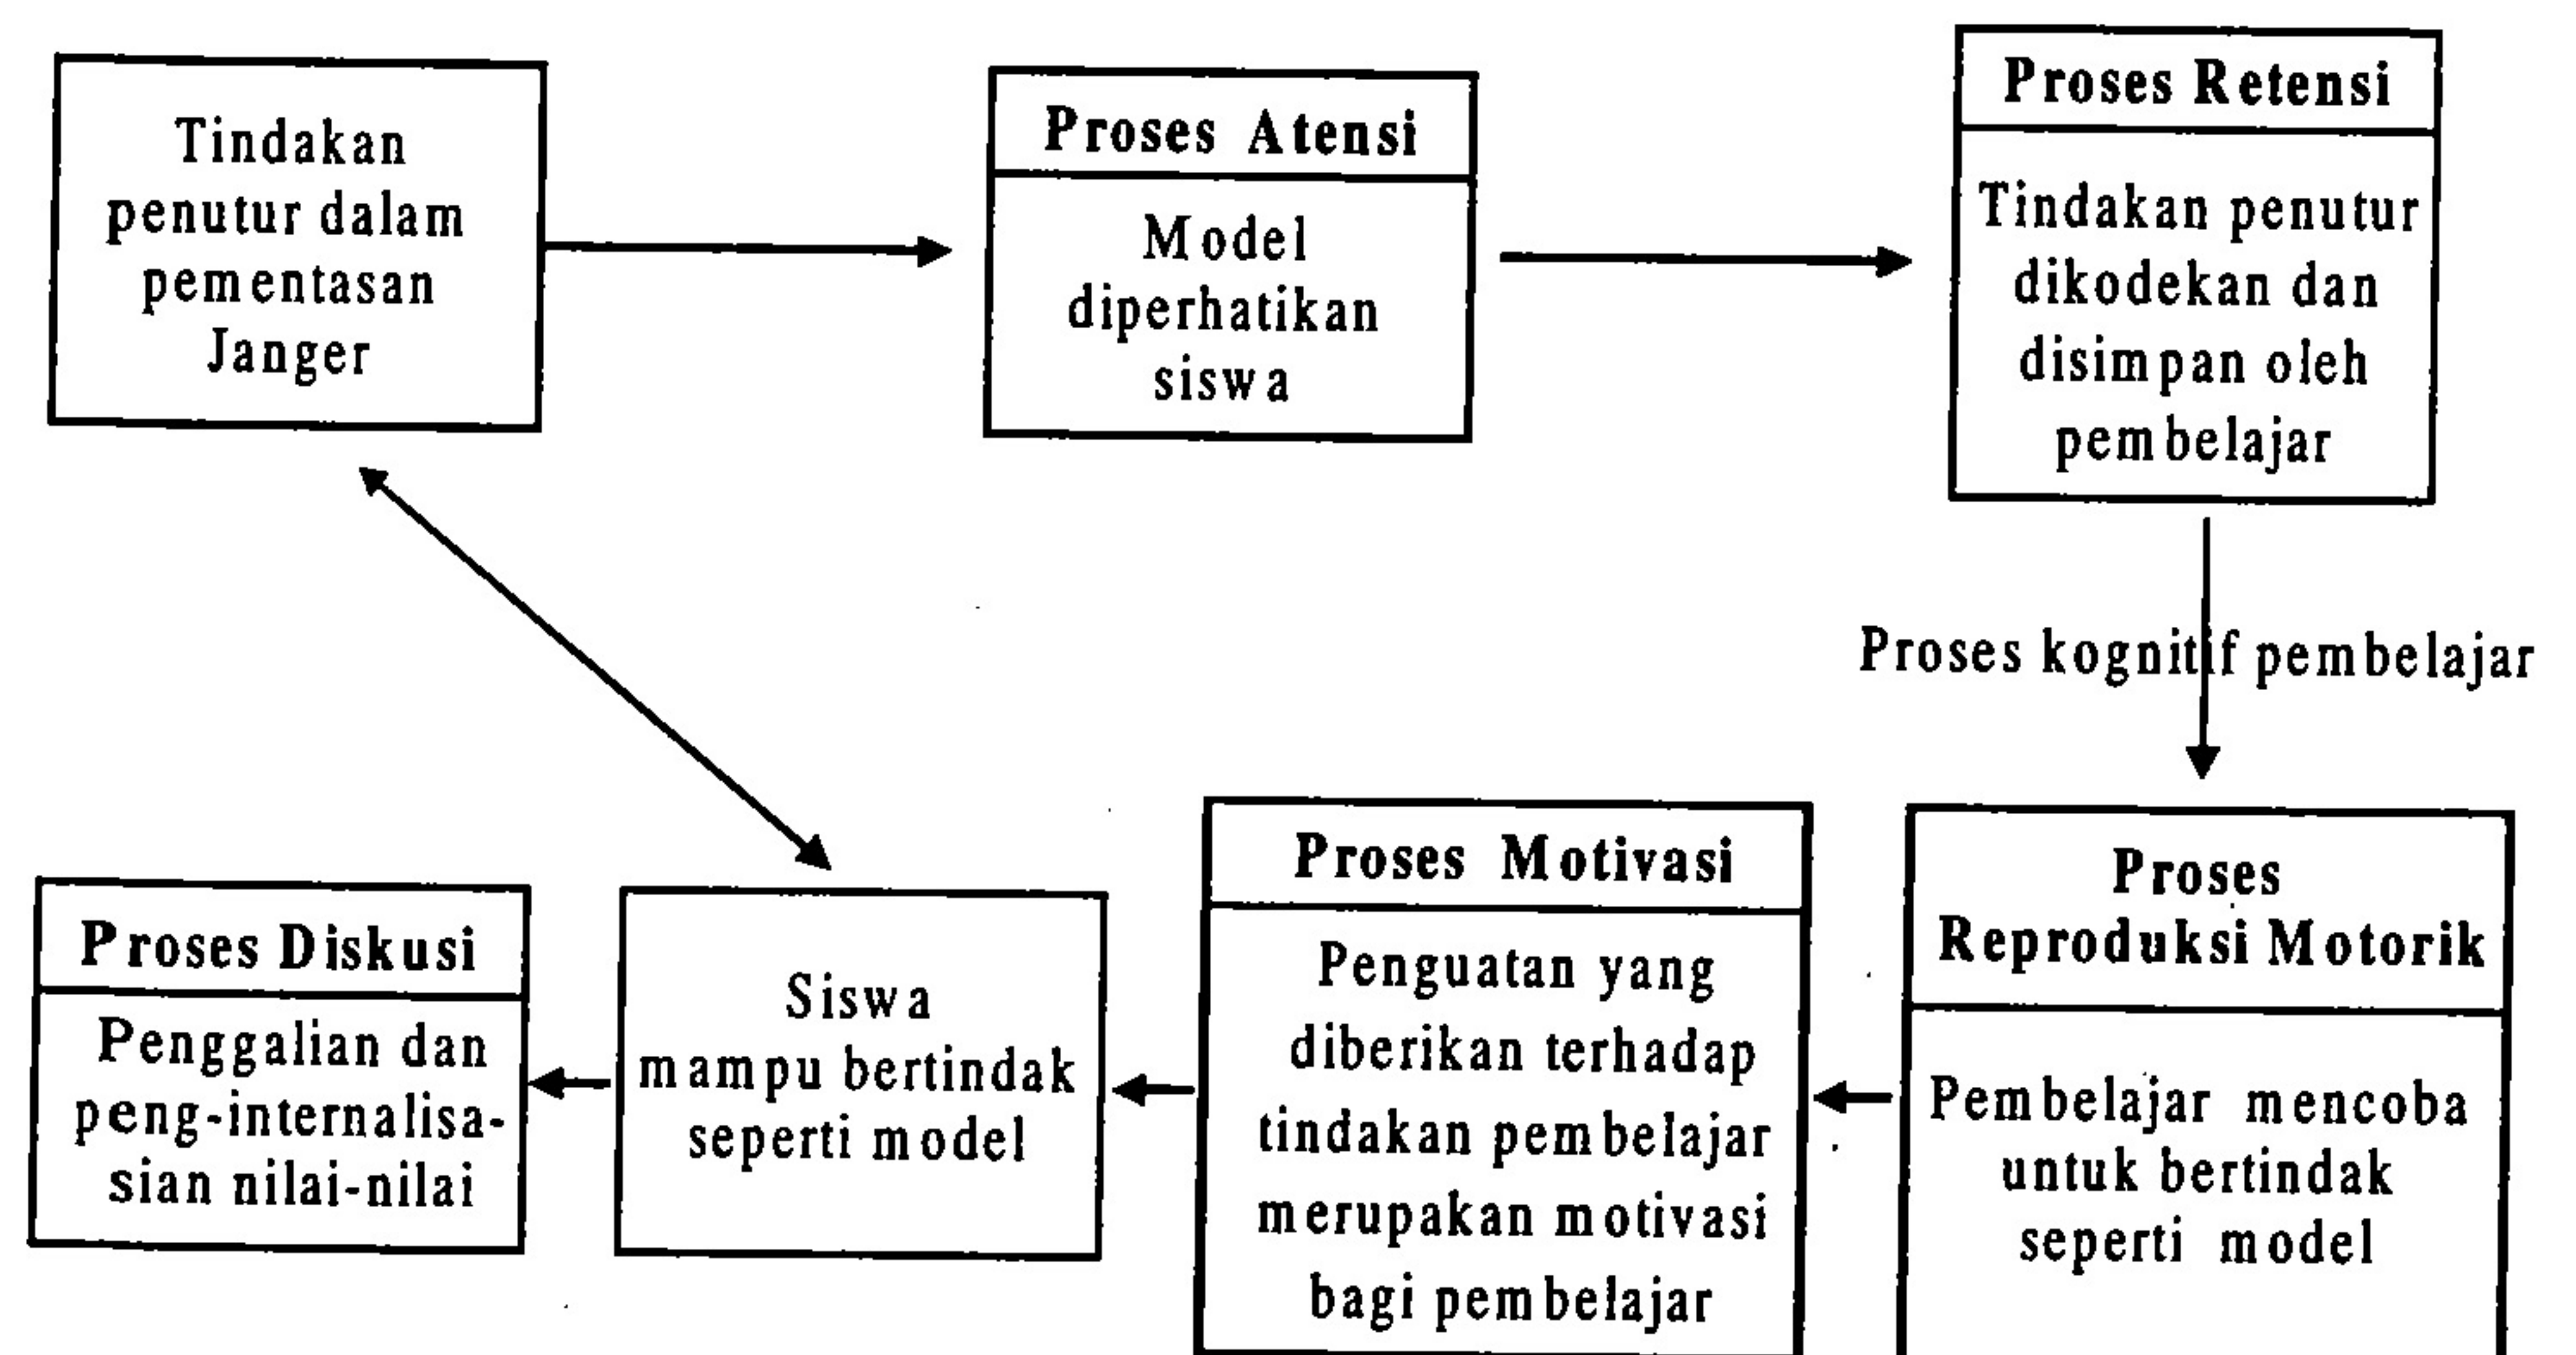 Tindakan
penutur dalam
pementasan
Janger
Proses Atensi
Model
diperhatikan
siswa
Proses Retensi
Tindakan penutur
dikodekan dan
disimpan oleh
pembelajar
Proses kognitif pembelajar
Proses
Reproduksi Motorik
Pembelajar mencoba
untuk bertindak
seperti model
Proses Motivasi
Penguatan yang
diberikan terhadap
tindakan pembelajar
merupakan motivasi
bagi pembelajar
Siswa
mampu bertindak
seperti model
Proses Diskusi
Penggalian dan
peng-internalisa-
sian nilai-nilai